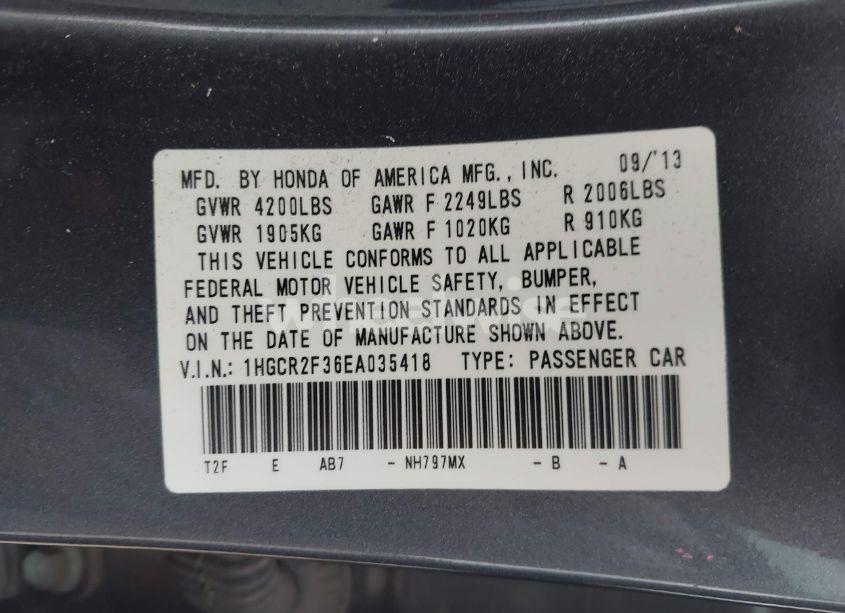 MFD. BY HONDA OF AMERICA MFG., INC. 09/'13
GVWR 4200LBS GAWR F 2249LBS R 2006LBS
GVWR 1905KG GAWR F 1020KG R 910KG
THIS VEHICLE CONFORMS TO ALL APPLICABLE
FEDERAL MOTOR VEHICLE SAFETY, BUMPER,
AND THEFT PREVENTION STANDARDS IN EFFECT
ON THE DATE OF MANUFACTURE SHOWN ABOVE.
V.I.N.: 1HGCR2F36EA035418 TYPE: PASSENGER CAR
T2F E AB7 - NH797MX - B - A